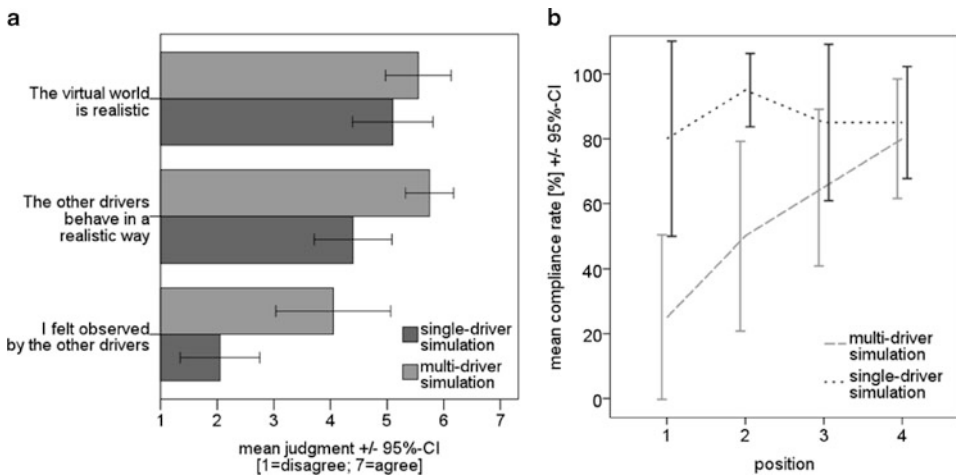 a
The virtual world
is realistic
The other drivers
behave in a
realistic way
I felt observed
by the other drivers
single-driver
simulation
multi-driver
simulation
1 2 3 4 5 6 7
mean judgment +/- 95%-CI
[1=disagree; 7=agree]
b
mean compliance rate [%] +/- 95%-CI
100
80
60
40
20
0
multi-driver
simulation
single-driver
simulation
1 2 3 4
position